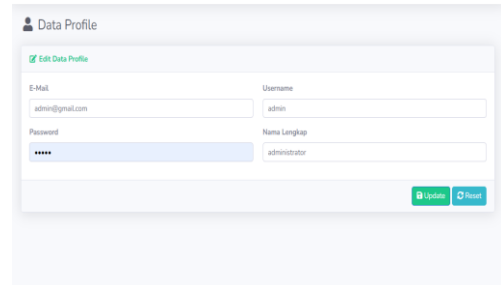 Data Profile
Edit Data Profile
E-Mail
Username
admin@gmail.com
admin
Password
Nama Lengkap
•••••
administrator
Update
Reset